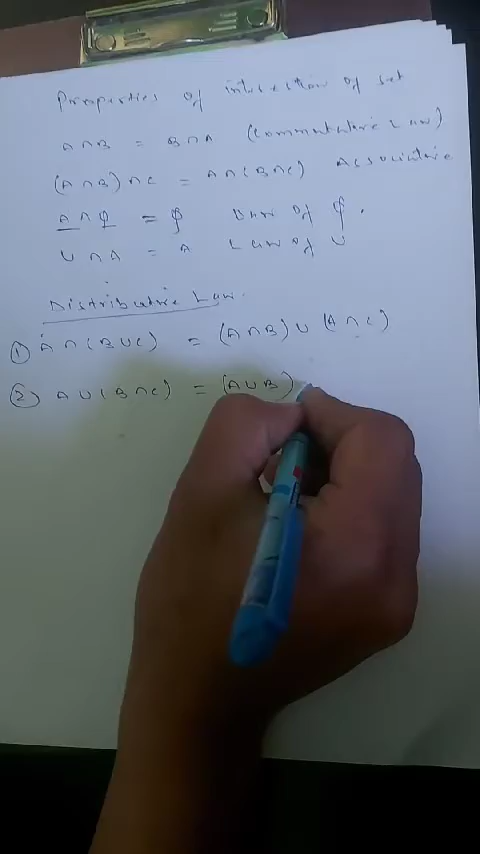 Properties of intersection of set
A ∩ B = B ∩ A (Commutative Law)
(A ∩ B) ∩ C = A ∩ (B ∩ C) Associative
A ∩ φ = φ Law of φ.
U ∩ A = A Law of U
Distributive Law.
① A ∩ (B ∪ C) = (A ∩ B) ∪ (A ∩ C)
② A ∪ (B ∩ C) = (A ∪ B)